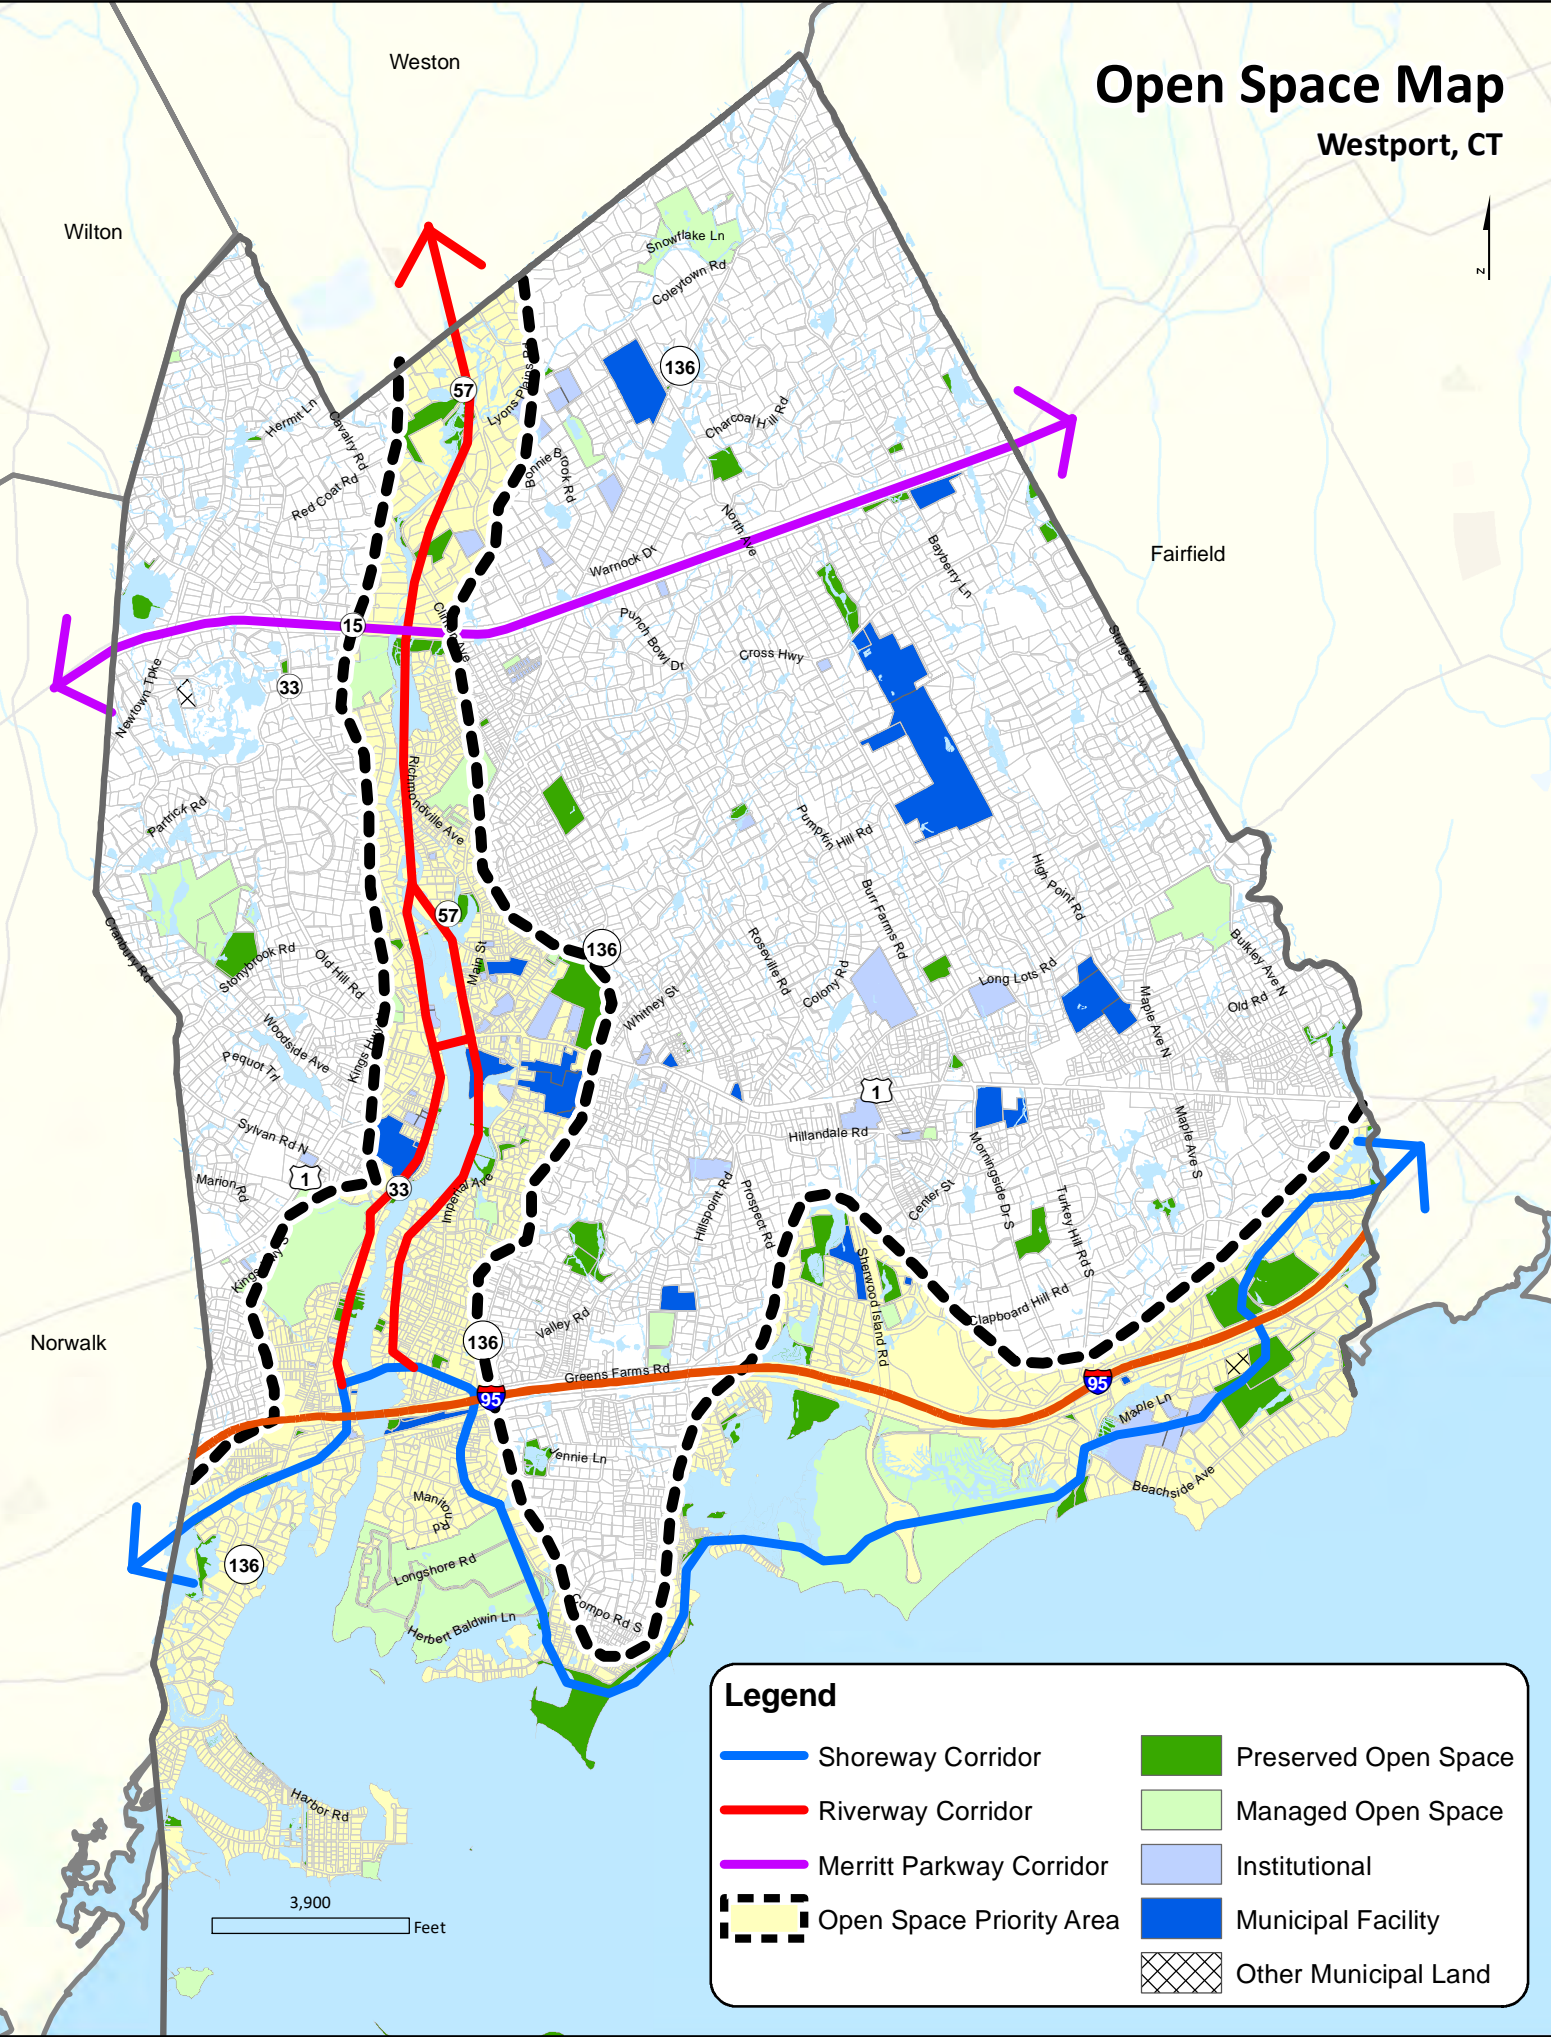 Weston
Open Space Map
Westport, CT
Wilton
N
Snowflake Ln
Coleytown Rd
136
57
Lyons Plains Rd
Hermit Ln
Cavalry Rd
Charcoal Hill Rd
Red Coat Rd
Bonnie Brook Rd
North Ave
Warnock Dr
Bayberry Ln
Fairfield
15
Clinton Ave
Punch Bowl Dr
Cross Hwy
Sturges Hwy
Newtown Tpke
33
Richmondville Ave
Partrick Rd
Pumpkin Hill Rd
High Point Rd
Burr Farms Rd
57
136
Main St
Cranbury Rd
Stonybrook Rd
Old Hill Rd
Roseville Rd
Colony Rd
Long Lots Rd
Bulkley Ave N
Old Rd
Maple Ave N
Whitney St
Woodside Ave
Pequot Trl
Kings Hwy
1
Sylvan Rd N
Hillandale Rd
Maple Ave S
Morningside Dr S
1
Marion Rd
33
Imperial Ave
Hillspoint Rd
Prospect Rd
Center St
Turkey Hill Rd S
Kings Hwy S
Sherwood Island Rd
Clapboard Hill Rd
Norwalk
136
Valley Rd
Greens Farms Rd
95
95
Maple Ln
Vennie Ln
Beachside Ave
Manitou Rd
136
Longshore Rd
Herbert Baldwin Ln
Compo Rd S
Harbor Rd
3,900
Feet
Legend
Shoreway Corridor
Riverway Corridor
Merritt Parkway Corridor
Open Space Priority Area
Preserved Open Space
Managed Open Space
Institutional
Municipal Facility
Other Municipal Land